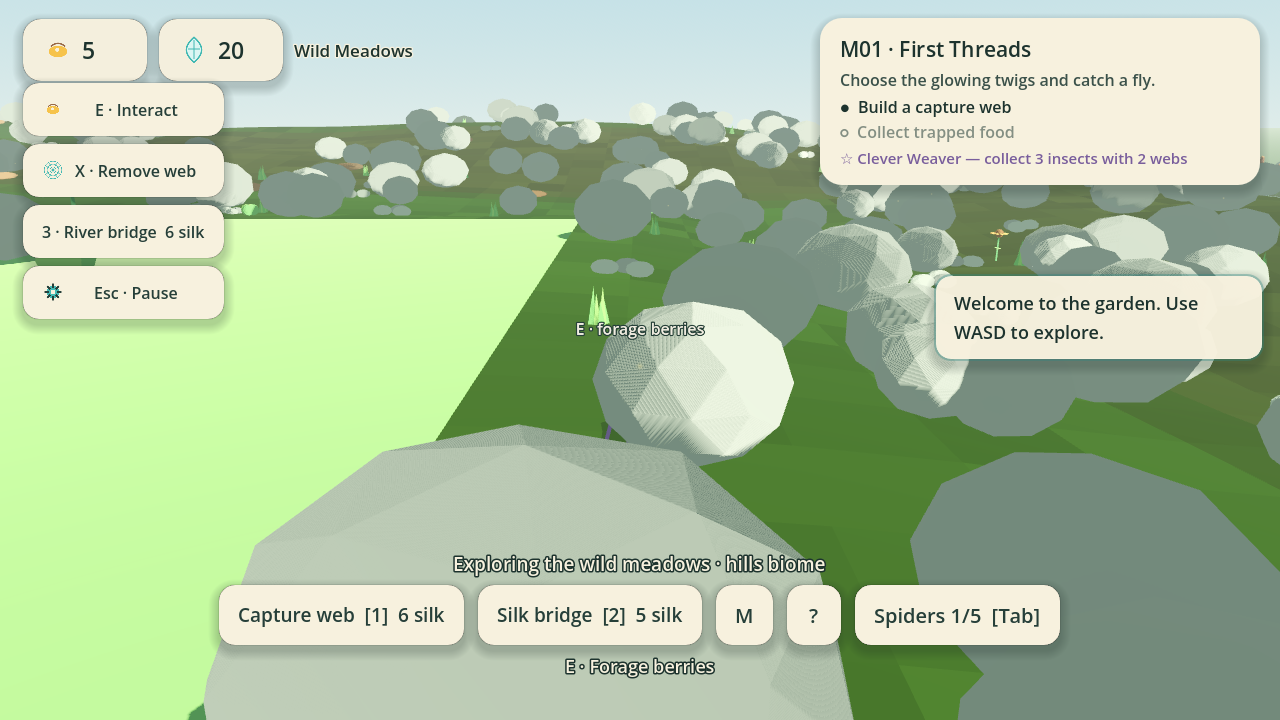 5
20
Wild Meadows
E · Interact
X · Remove web
3 · River bridge 6 silk
Esc · Pause
M01 · First Threads
Choose the glowing twigs and catch a fly.
Build a capture web
Collect trapped food
☆ Clever Weaver — collect 3 insects with 2 webs
Welcome to the garden. Use
WASD to explore.
E · forage berries
Exploring the wild meadows · hills biome
Capture web [1] 6 silk
Silk bridge [2] 5 silk
M
?
Spiders 1/5 [Tab]
E · Forage berries